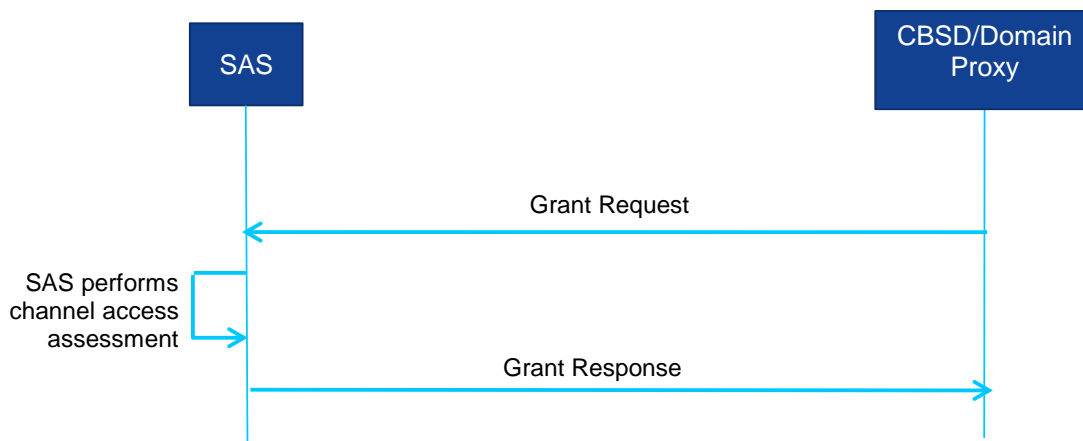 SAS
CBSD/Domain
Proxy
Grant Request
SAS performs
channel access
assessment
Grant Response